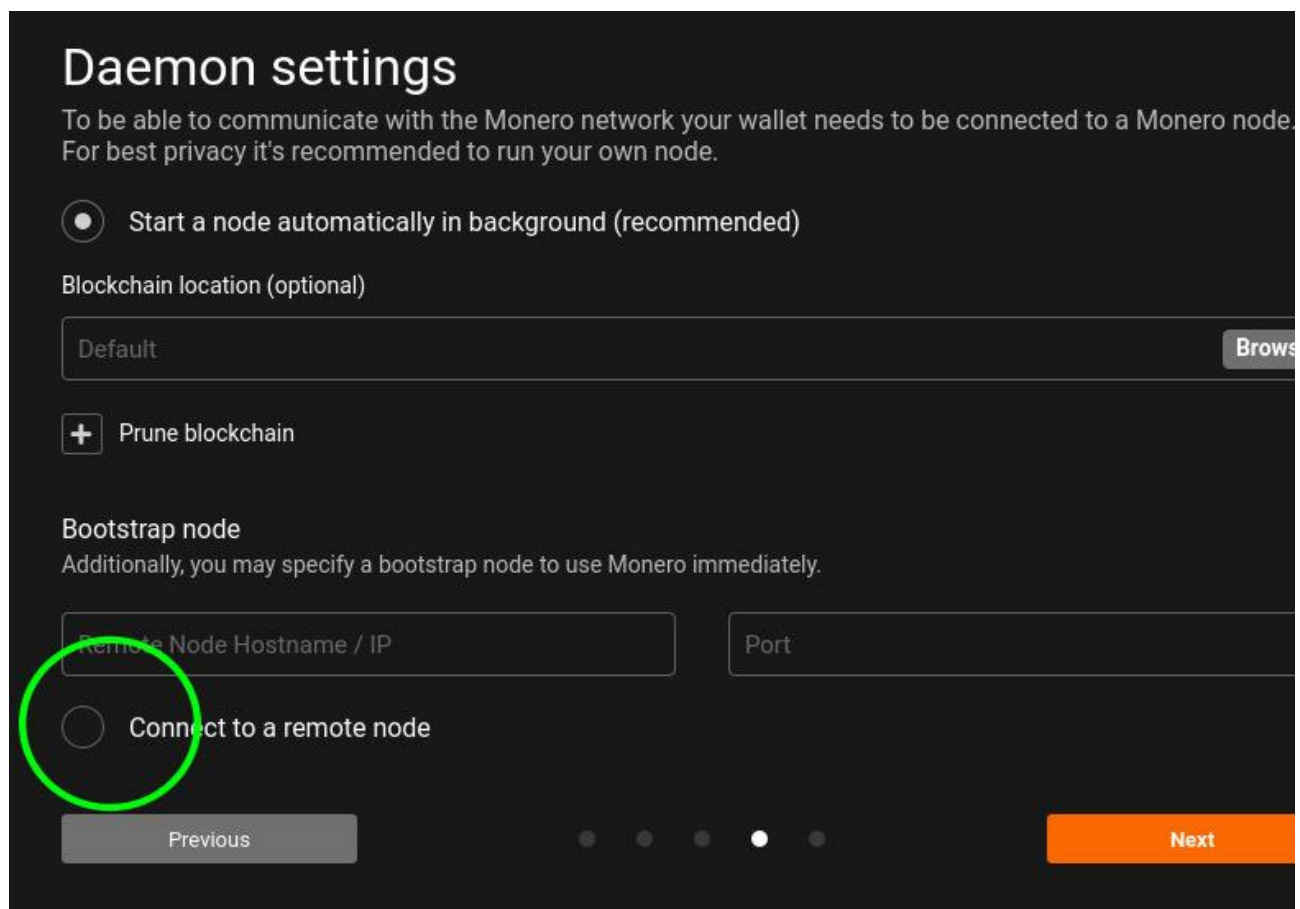 Daemon settings
To be able to communicate with the Monero network your wallet needs to be connected to a Monero node.
For best privacy it's recommended to run your own node.
Start a node automatically in background (recommended)
Blockchain location (optional)
Default
Brows
Prune blockchain
Bootstrap node
Additionally, you may specify a bootstrap node to use Monero immediately.
Remote Node Hostname / IP
Port
Connect to a remote node
Previous
Next